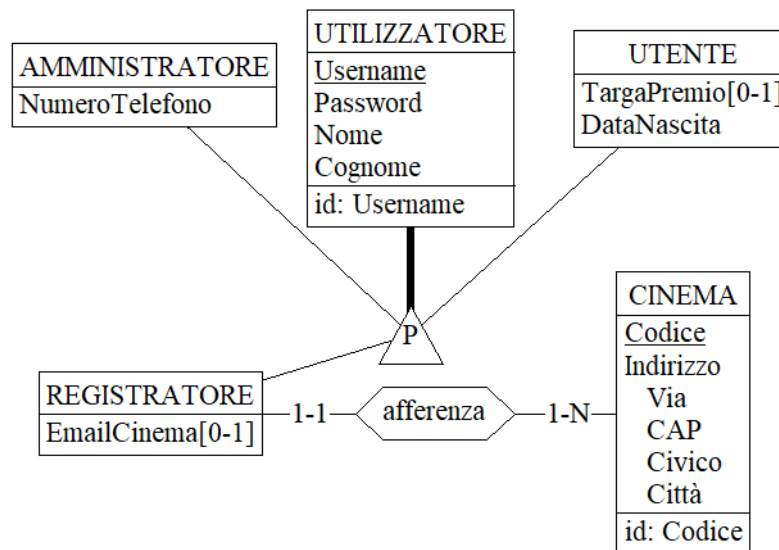 UTILIZZATORE
Username
Password
Nome
Cognome
id: Username
AMMINISTRATORE
NumeroTelefono
UTENTE
TargaPremio[0-1]
DataNascita
P
REGISTRATORE
EmailCinema[0-1]
1-1
afferenza
1-N
CINEMA
Codice
Indirizzo
Via
CAP
Civico
Città
id: Codice